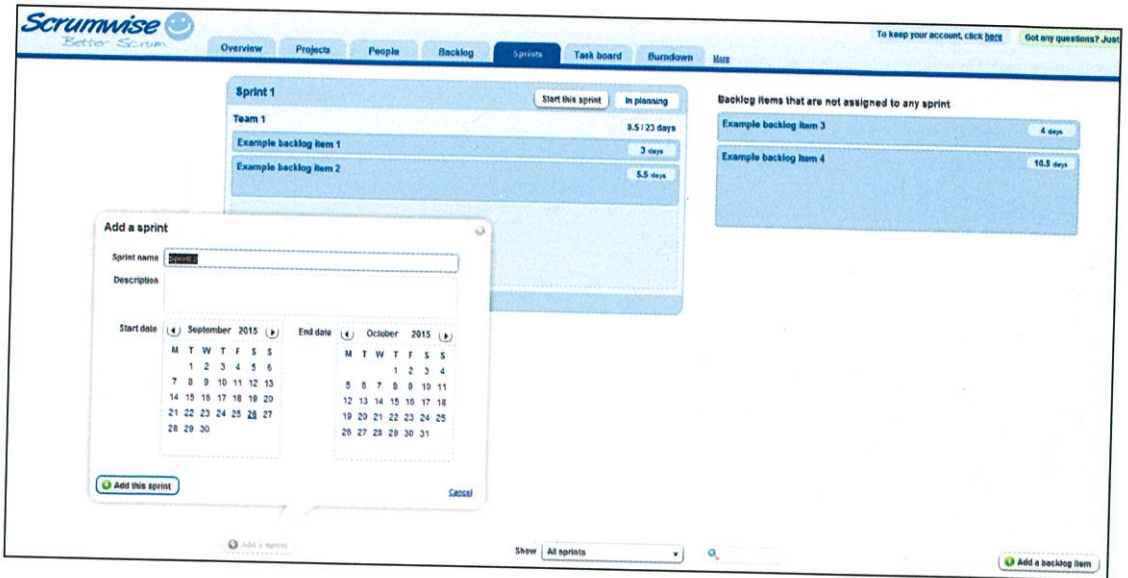 Scrumwise
Better Scrum
To keep your account, click here
Got any questions? Just
Overview Projects People Backlog Sprints Task board Burndown More
Sprint 1
Start this sprint
In planning
Team 1
8.5 / 23 days
Example backlog item 1
3 days
Example backlog item 2
5.5 days
Backlog items that are not assigned to any sprint
Example backlog item 3
4 days
Example backlog item 4
10.5 days
Add a sprint
Sprint name
Sprint 2
Description
Start date
September 2015
M T W T F S S
1 2 3 4 5 6
7 8 9 10 11 12 13
14 15 16 17 18 19 20
21 22 23 24 25 26 27
28 29 30
End date
October 2015
M T W T F S S
1 2 3 4
5 6 7 8 9 10 11
12 13 14 15 16 17 18
19 20 21 22 23 24 25
26 27 28 29 30 31
Add this sprint
Cancel
Add a sprint
Show All sprints
Add a backlog item